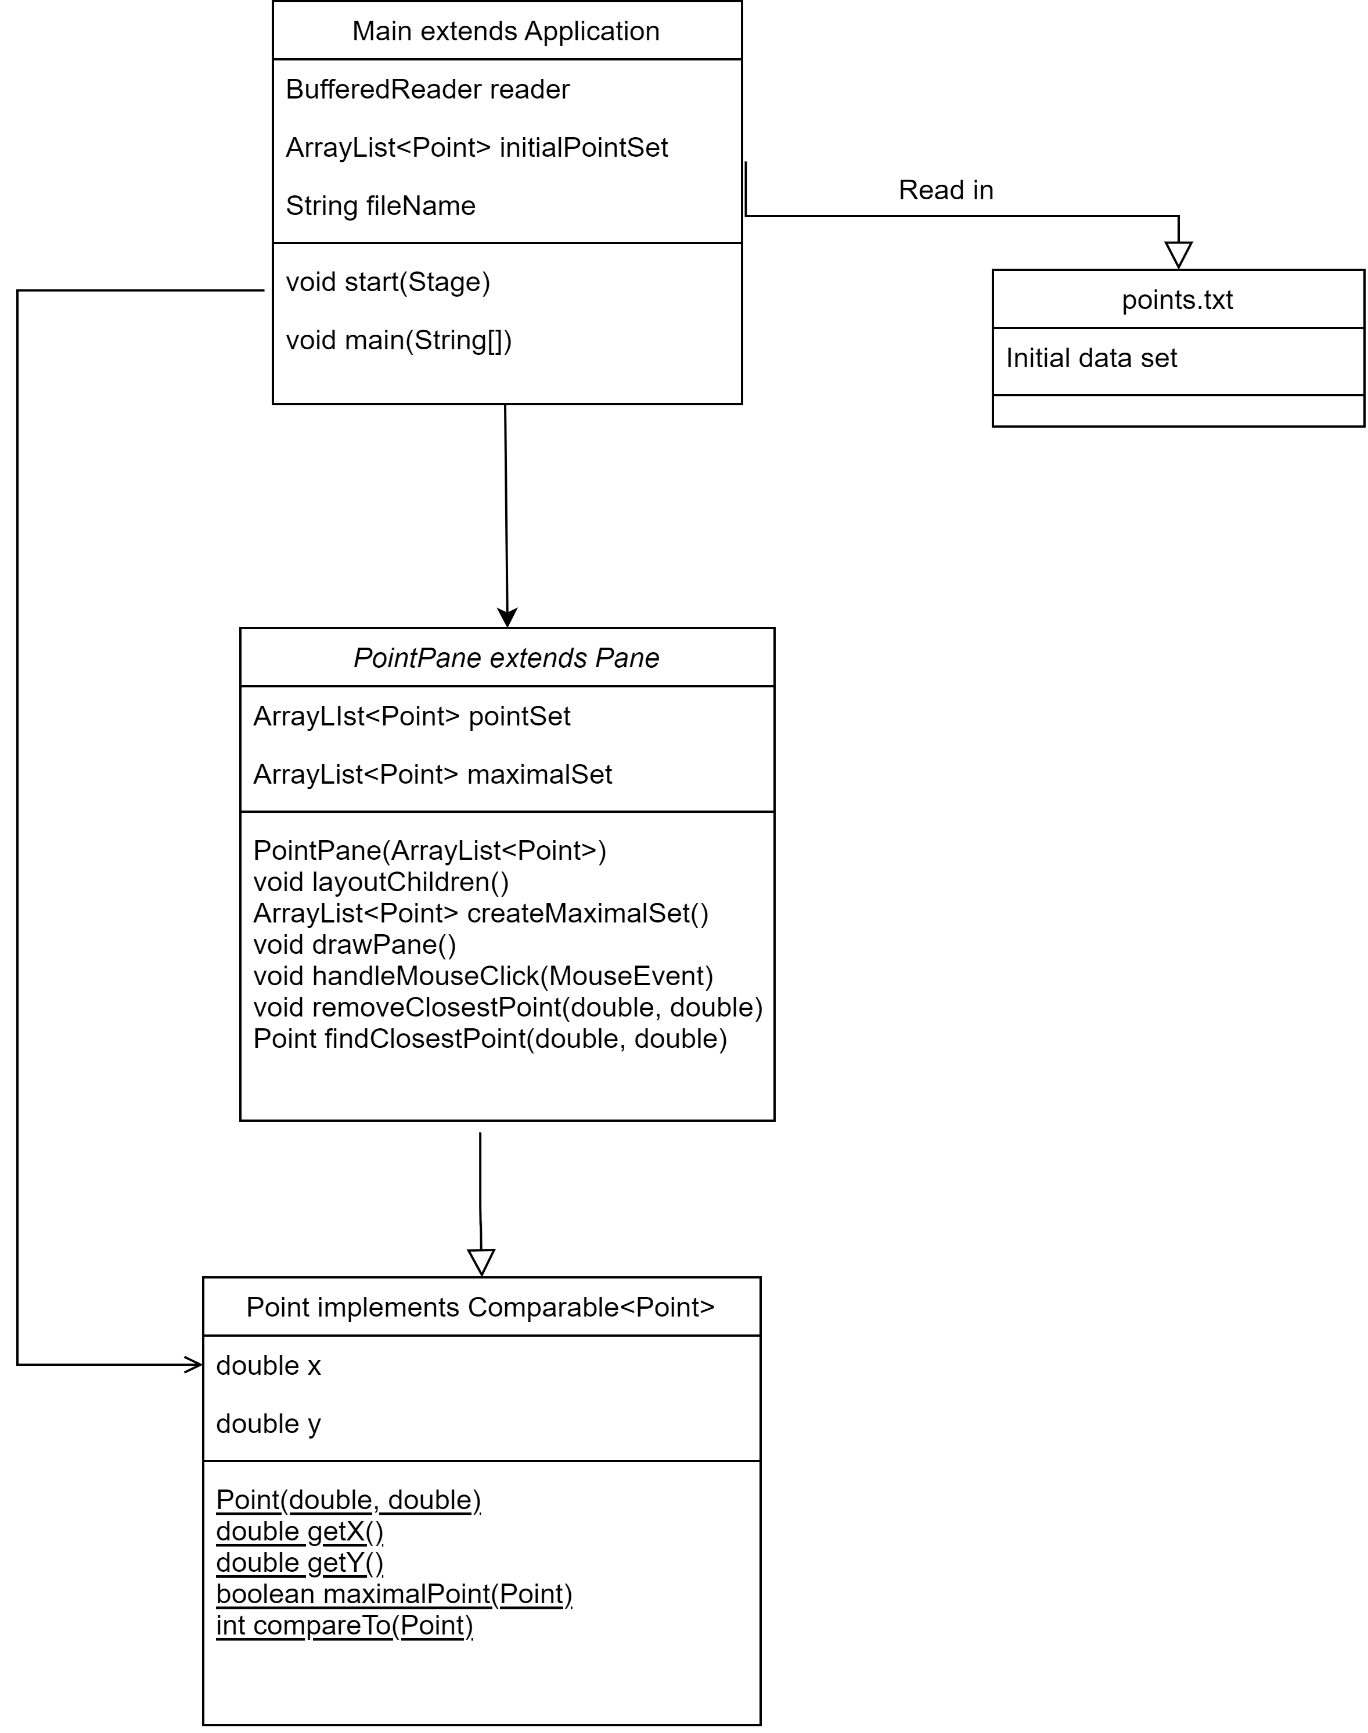 Main extends Application
BufferedReader reader
ArrayList<Point> initialPointSet
String fileName
void start(Stage)
void main(String[])
Read in
points.txt
Initial data set
PointPane extends Pane
ArrayLIst<Point> pointSet
ArrayList<Point> maximalSet
PointPane(ArrayList<Point>)
void layoutChildren()
ArrayList<Point> createMaximalSet()
void drawPane()
void handleMouseClick(MouseEvent)
void removeClosestPoint(double, double)
Point findClosestPoint(double, double)
Point implements Comparable<Point>
double x
double y
Point(double, double)
double getX()
double getY()
boolean maximalPoint(Point)
int compareTo(Point)